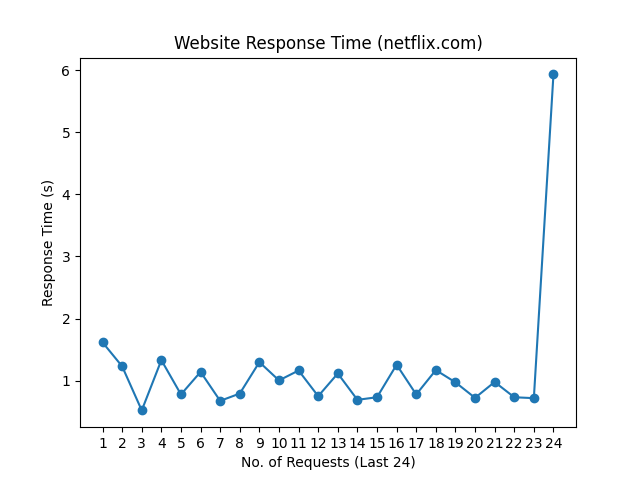 Website Response Time (netflix.com)
6
5
4
3
2
1
Response Time (s)
1 2 3 4 5 6 7 8 9 10 11 12 13 14 15 16 17 18 19 20 21 22 23 24
No. of Requests (Last 24)